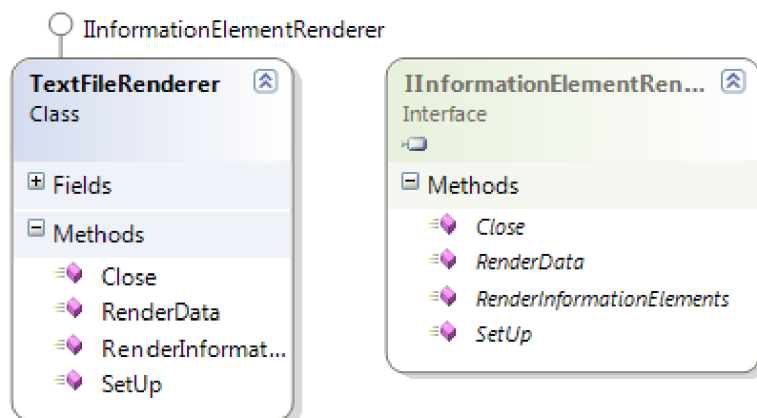 IInformationElementRenderer
TextFileRenderer
Class
Fields
Methods
Close
RenderData
RenderInformat...
SetUp
IInformationElementRen...
Interface
Methods
Close
RenderData
RenderInformationElements
SetUp